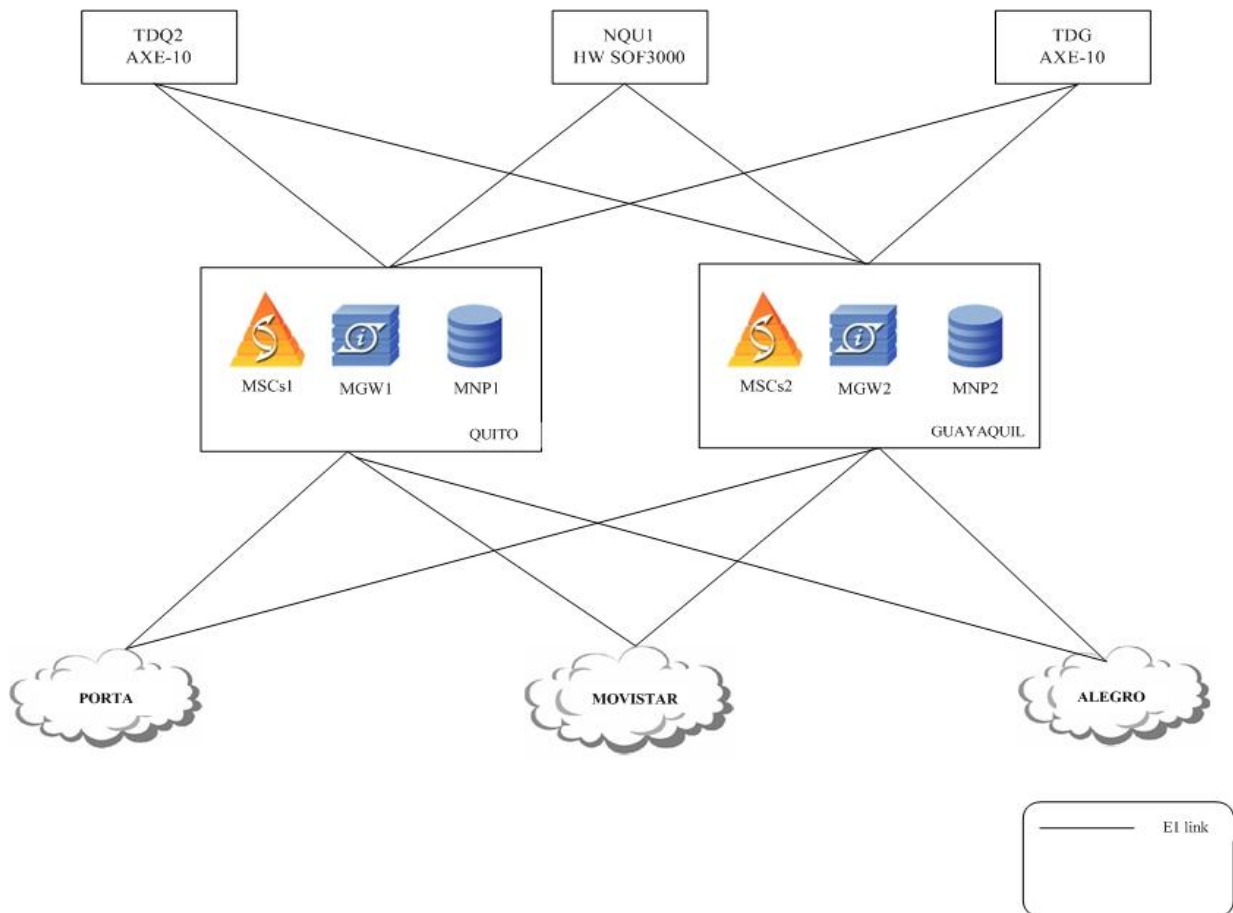 TDQ2
AXE-10
NQU1
HW SOF3000
TDG
AXE-10
MSCs1
MGW1
MNP1
QUITO
MSCs2
MGW2
MNP2
GUAYAQUIL
PORTA
MOVISTAR
ALEGRO
E1 link